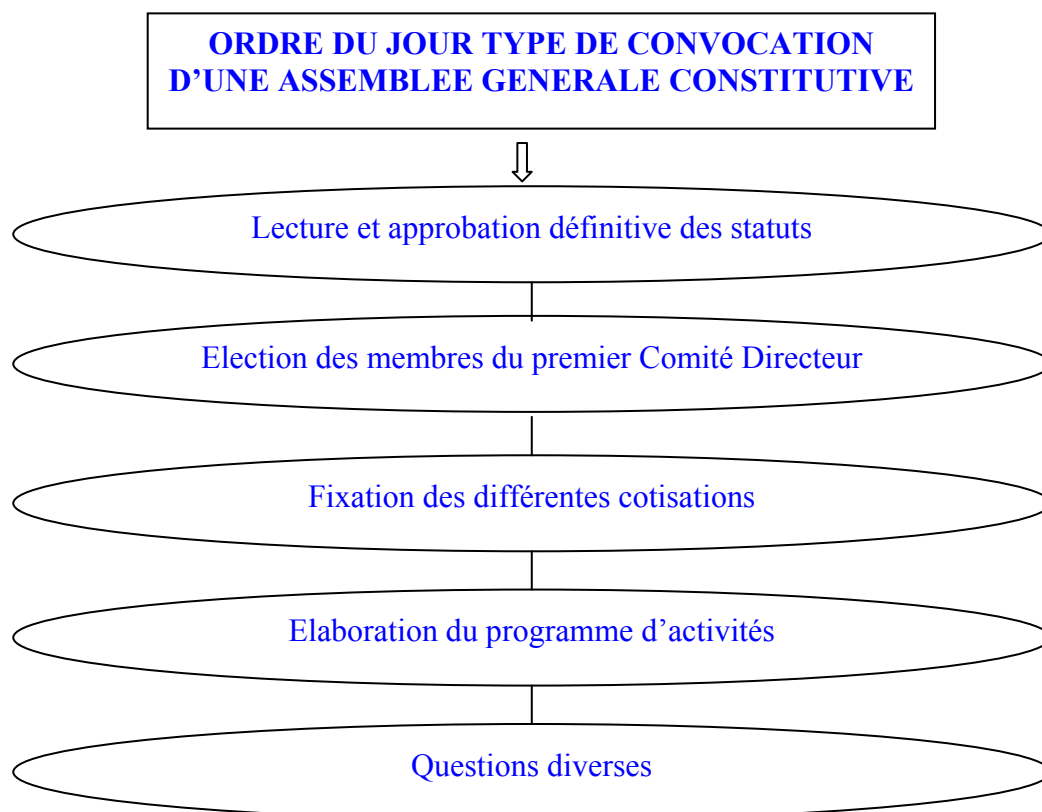 ORDRE DU JOUR TYPE DE CONVOCATION
D’UNE ASSEMBLEE GENERALE CONSTITUTIVE
Lecture et approbation définitive des statuts
Election des membres du premier Comité Directeur
Fixation des différentes cotisations
Elaboration du programme d’activités
Questions diverses